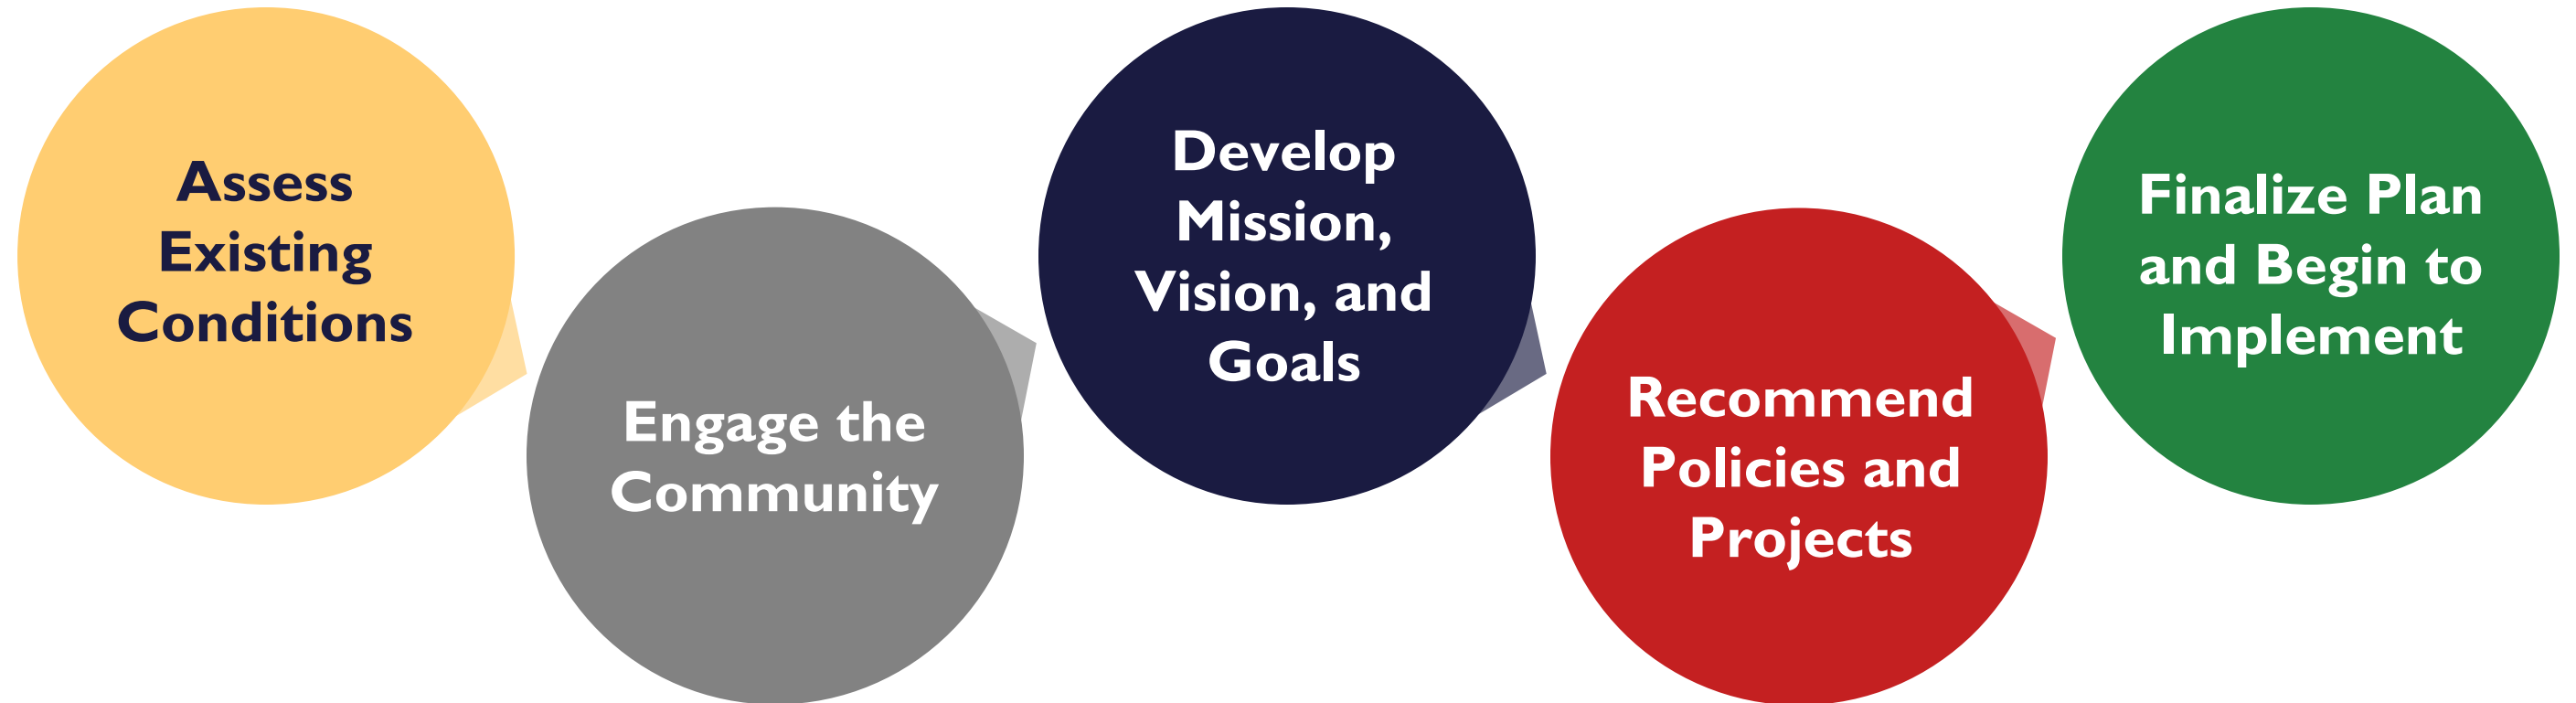 Assess
Existing
Conditions
Engage the
Community
Develop
Mission,
Vision, and
Goals
Recommend
Policies and
Projects
Finalize Plan
and Begin to
Implement